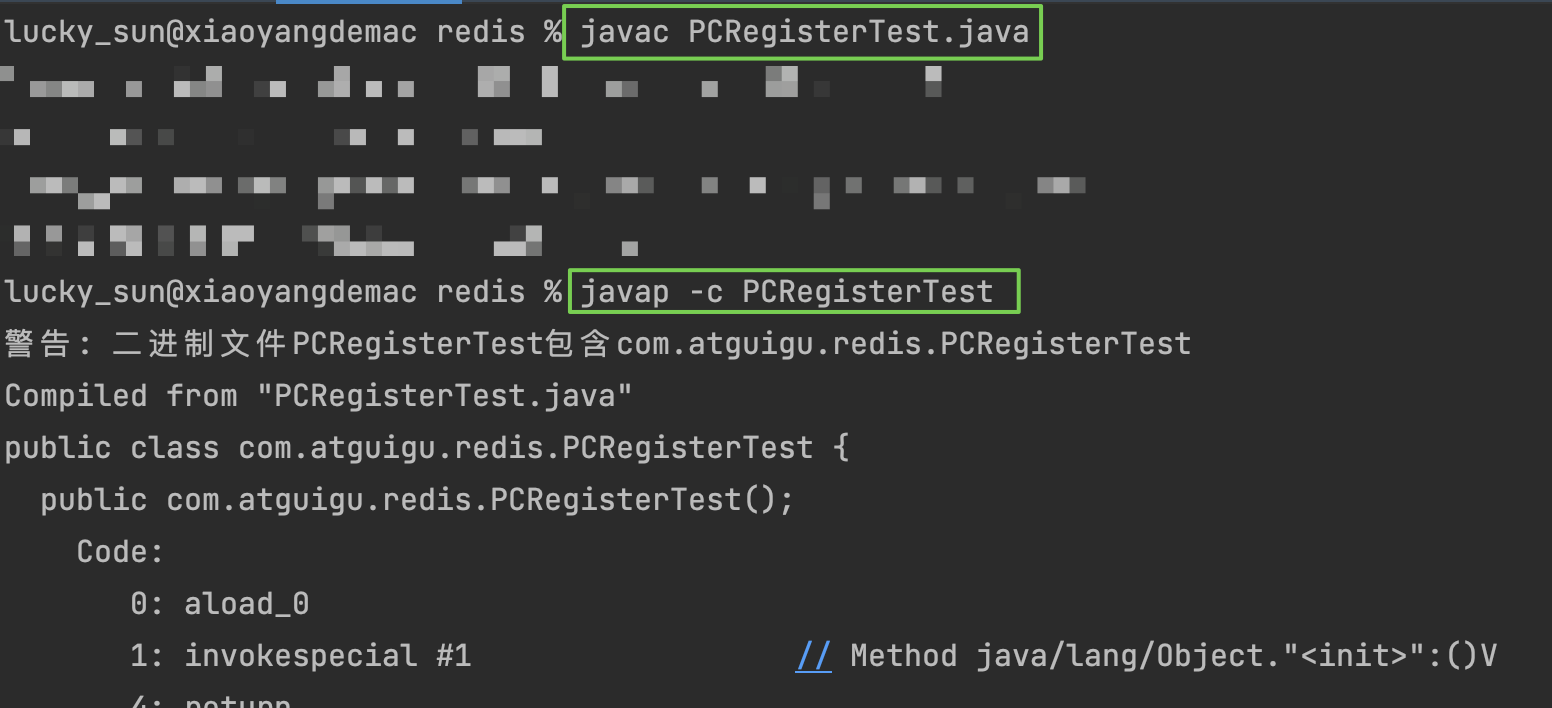 lucky_sun@xiaoyangdemac redis % javac PCRegisterTest.java
lucky_sun@xiaoyangdemac redis % javap -c PCRegisterTest
警告: 二进制文件PCRegisterTest包含com.atguigu.redis.PCRegisterTest
Compiled from "PCRegisterTest.java"
public class com.atguigu.redis.PCRegisterTest {
  public com.atguigu.redis.PCRegisterTest();
    Code:
       0: aload_0
       1: invokespecial #1                  // Method java/lang/Object."<init>":()V
       4: return